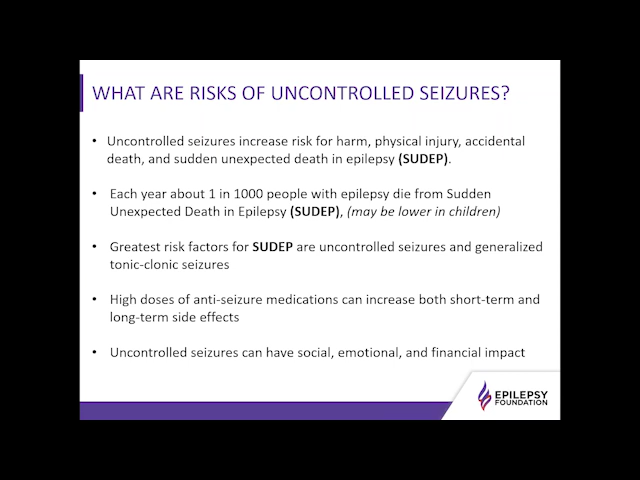 WHAT ARE RISKS OF UNCONTROLLED SEIZURES?
• Uncontrolled seizures increase risk for harm, physical injury, accidental
death, and sudden unexpected death in epilepsy (SUDEP).
• Each year about 1 in 1000 people with epilepsy die from Sudden
Unexpected Death in Epilepsy (SUDEP), (may be lower in children)
• Greatest risk factors for SUDEP are uncontrolled seizures and generalized
tonic-clonic seizures
• High doses of anti-seizure medications can increase both short-term and
long-term side effects
• Uncontrolled seizures can have social, emotional, and financial impact
EPILEPSY
FOUNDATION